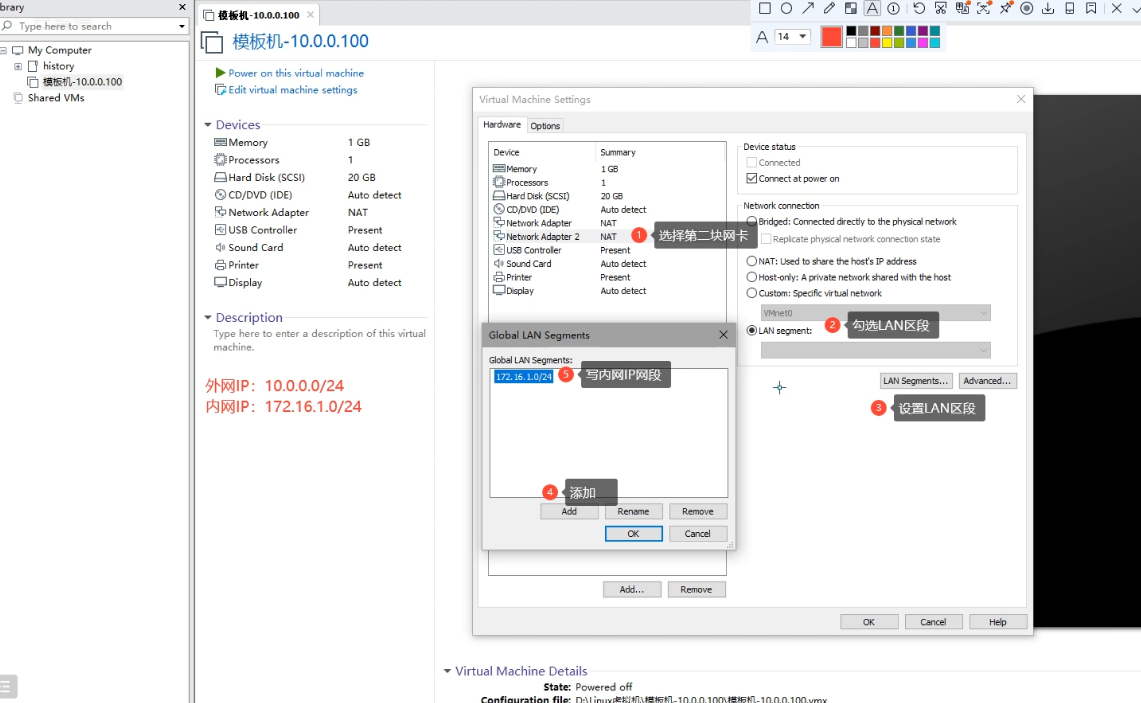 brary
Type here to search
My Computer
history
模板机-10.0.0.100
Shared VMs
模板机-10.0.0.100
模板机-10.0.0.100
Power on this virtual machine
Edit virtual machine settings
Devices
Memory 1 GB
Processors 1
Hard Disk (SCSI) 20 GB
CD/DVD (IDE) Auto detect
Network Adapter NAT
USB Controller Present
Sound Card Auto detect
Printer Present
Display Auto detect
Description
Type here to enter a description of this virtual
machine.
外网IP：10.0.0.0/24
内网IP：172.16.1.0/24
A 14
Virtual Machine Settings
Hardware Options
Device Summary
Memory 1 GB
Processors 1
Hard Disk (SCSI) 20 GB
CD/DVD (IDE) Auto detect
Network Adapter NAT
Network Adapter 2 NAT
USB Controller Present
Sound Card Auto detect
Printer Present
Display Auto detect
1 选择第二块网卡
Device status
Connected
Connect at power on
Network connection
Bridged: Connected directly to the physical network
Replicate physical network connection state
NAT: Used to share the host's IP address
Host-only: A private network shared with the host
Custom: Specific virtual network
VMnet0
LAN segment:
2 勾选LAN区段
LAN Segments... Advanced...
3 设置LAN区段
Global LAN Segments
Global LAN Segments:
172.16.1.0/24
5 写内网IP网段
4 添加
Add Rename Remove
OK Cancel
Add... Remove
OK Cancel Help
Virtual Machine Details
State: Powered off
Configuration file: D:\Linux虚拟机\模板机-10.0.0.100\模板机-10.0.0.100.vmx